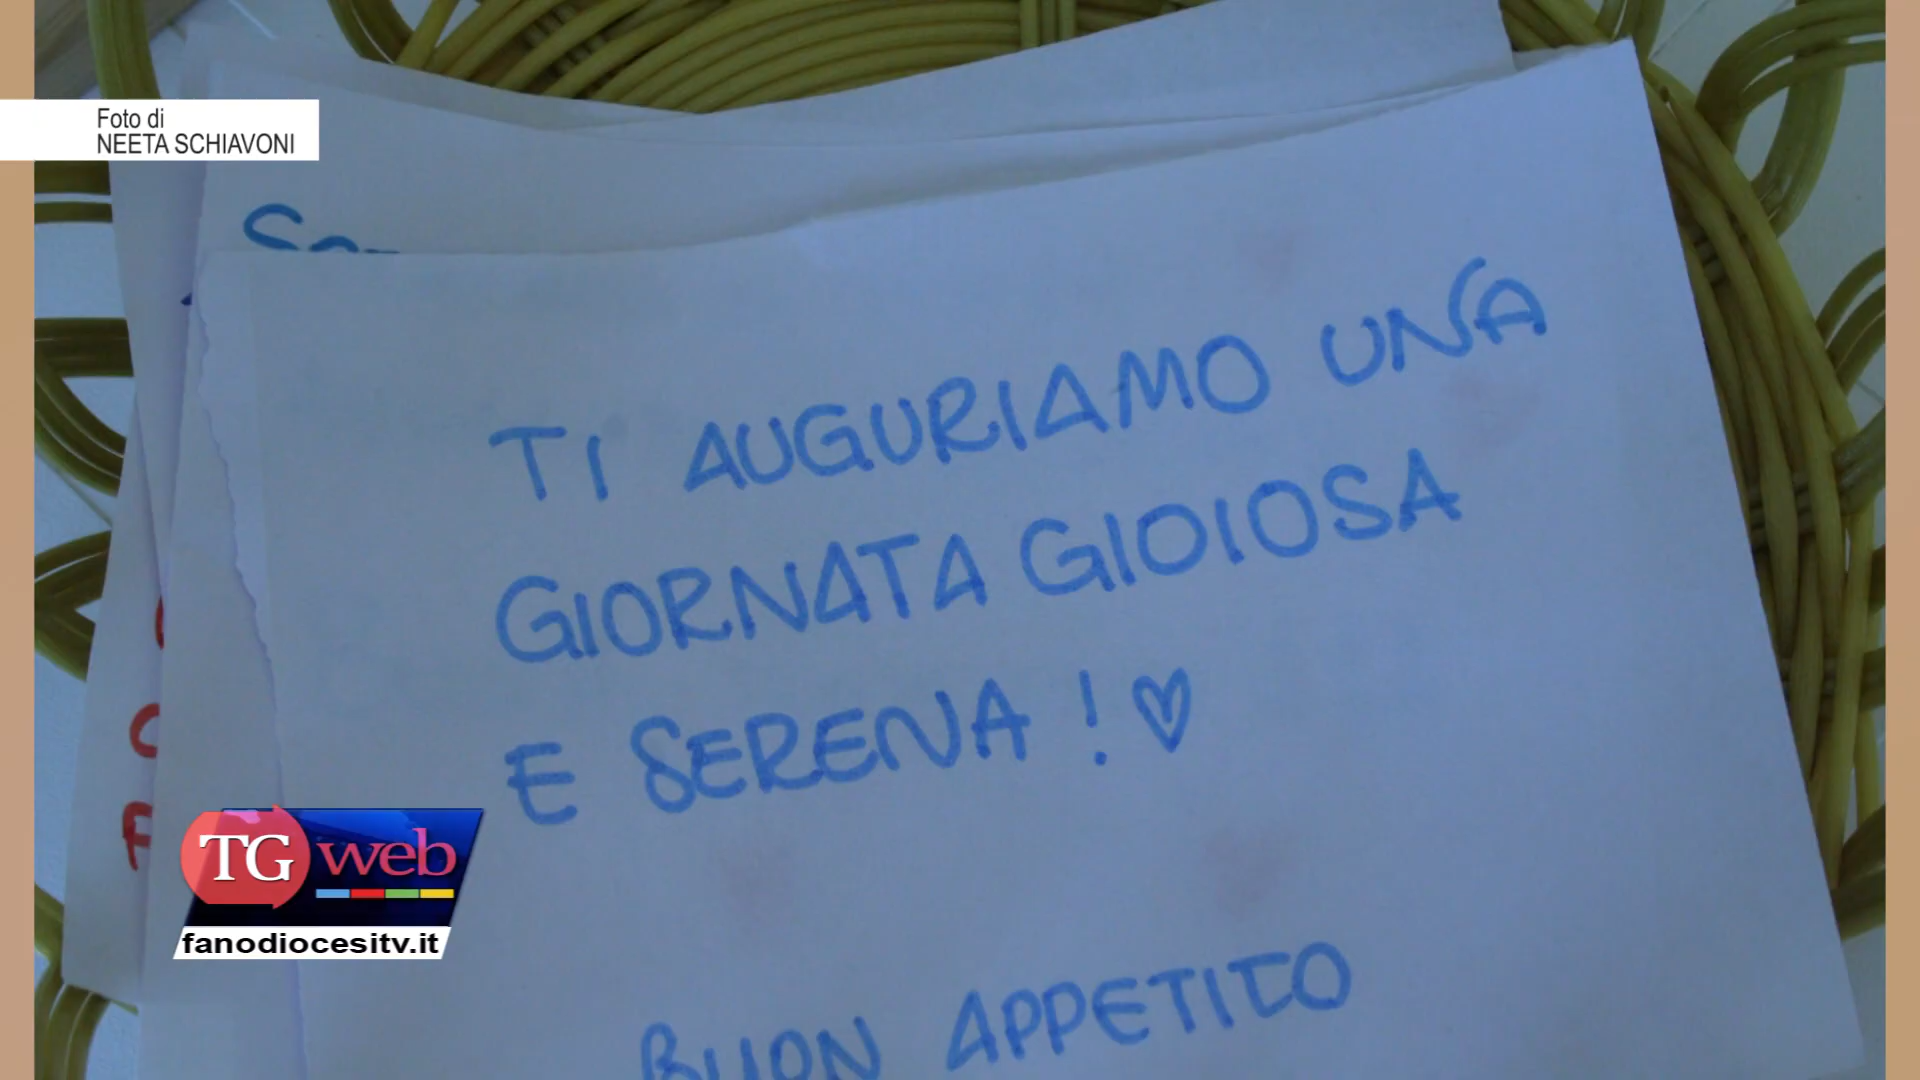 Foto di
NEETA SCHIAVONI
TI AUGURIAMO UNA
GIORNATA GIOIOSA
E SERENA ! ♡
BUON APPETITO
TG web
fanodiocesitv.it